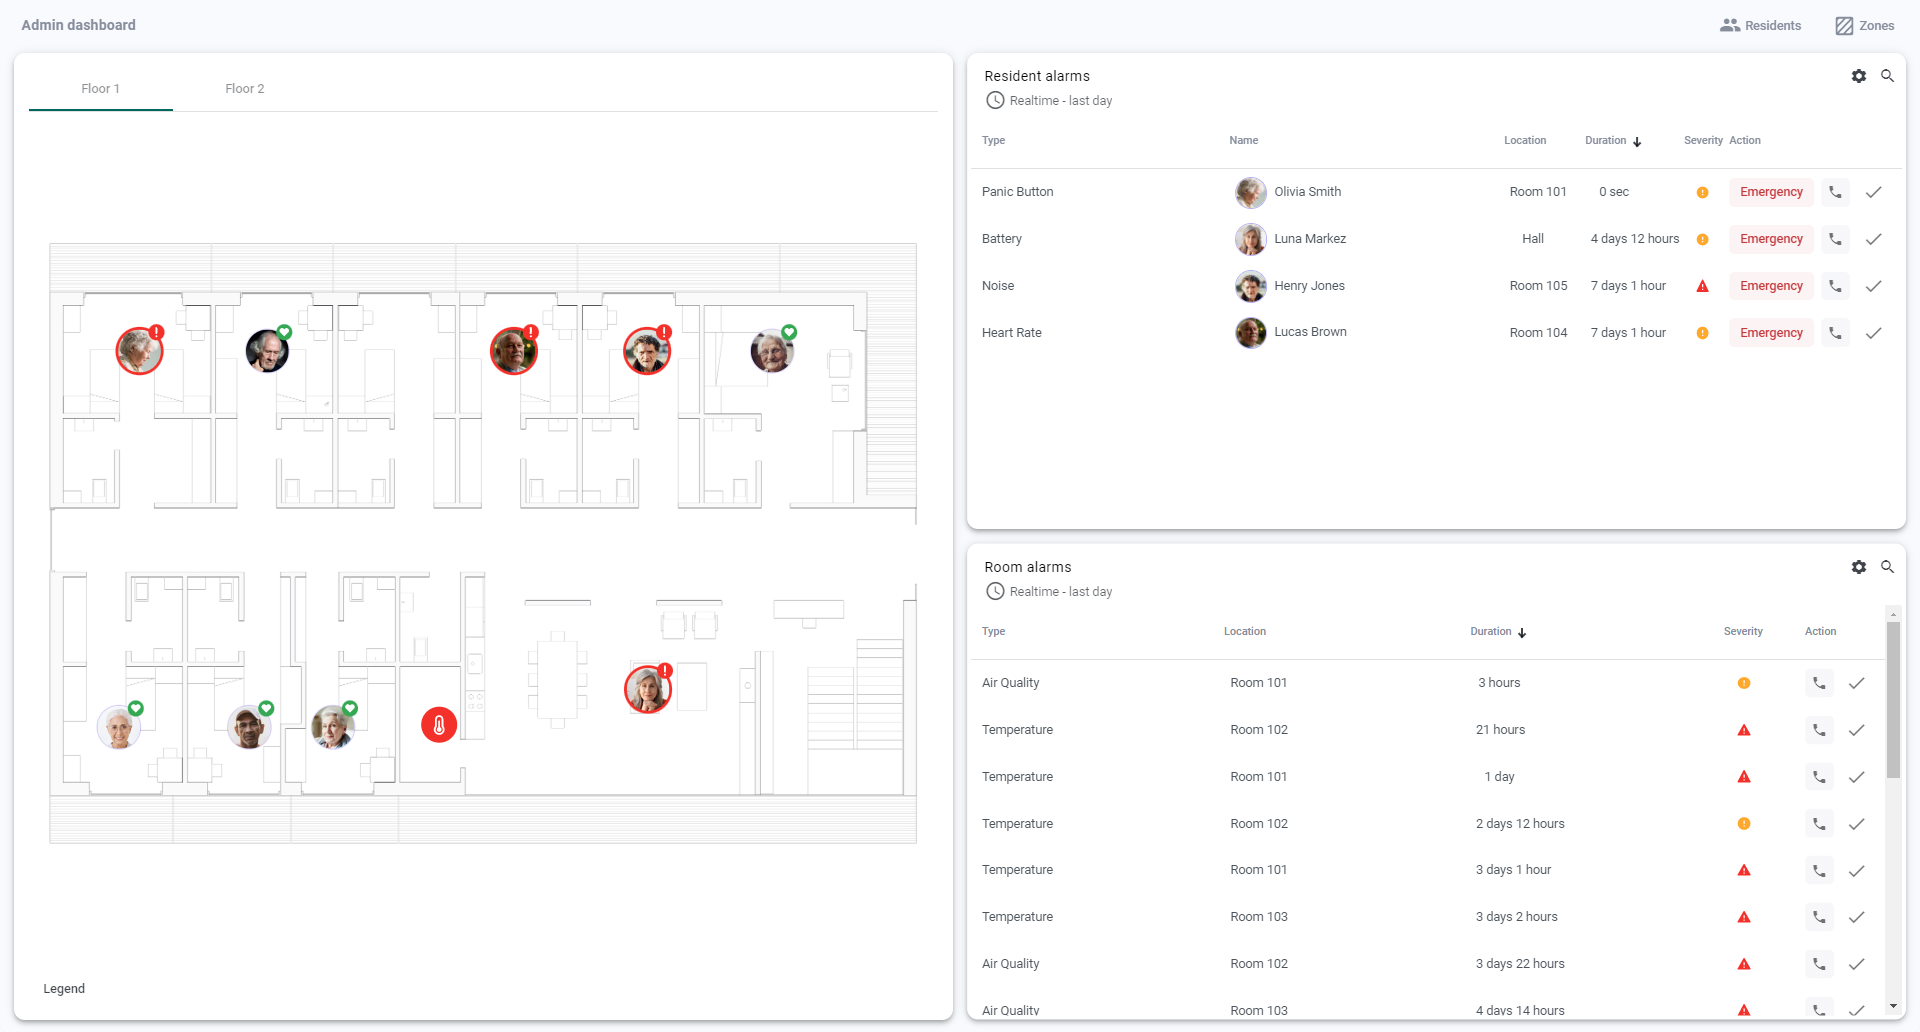 Admin dashboard
Residents
Zones
Floor 1
Floor 2
Legend
Resident alarms
Realtime - last day
Type Name Location Duration Severity Action
Panic Button Olivia Smith Room 101 0 sec Emergency
Battery Luna Markez Hall 4 days 12 hours Emergency
Noise Henry Jones Room 105 7 days 1 hour Emergency
Heart Rate Lucas Brown Room 104 7 days 1 hour Emergency
Room alarms
Realtime - last day
Type Location Duration Severity Action
Air Quality Room 101 3 hours
Temperature Room 102 21 hours
Temperature Room 101 1 day
Temperature Room 102 2 days 12 hours
Temperature Room 101 3 days 1 hour
Temperature Room 103 3 days 2 hours
Air Quality Room 102 3 days 22 hours
Air Quality Room 103 4 days 14 hours